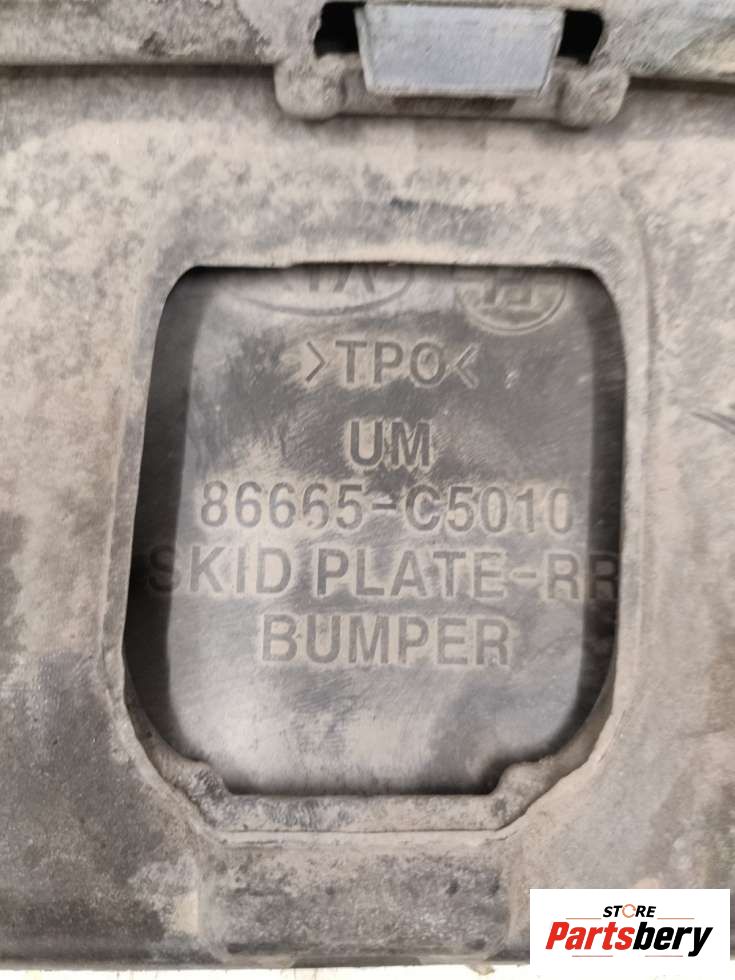 >TPO<
UM
86665-C5010
SKID PLATE-RR
BUMPER
STORE
Partsbery